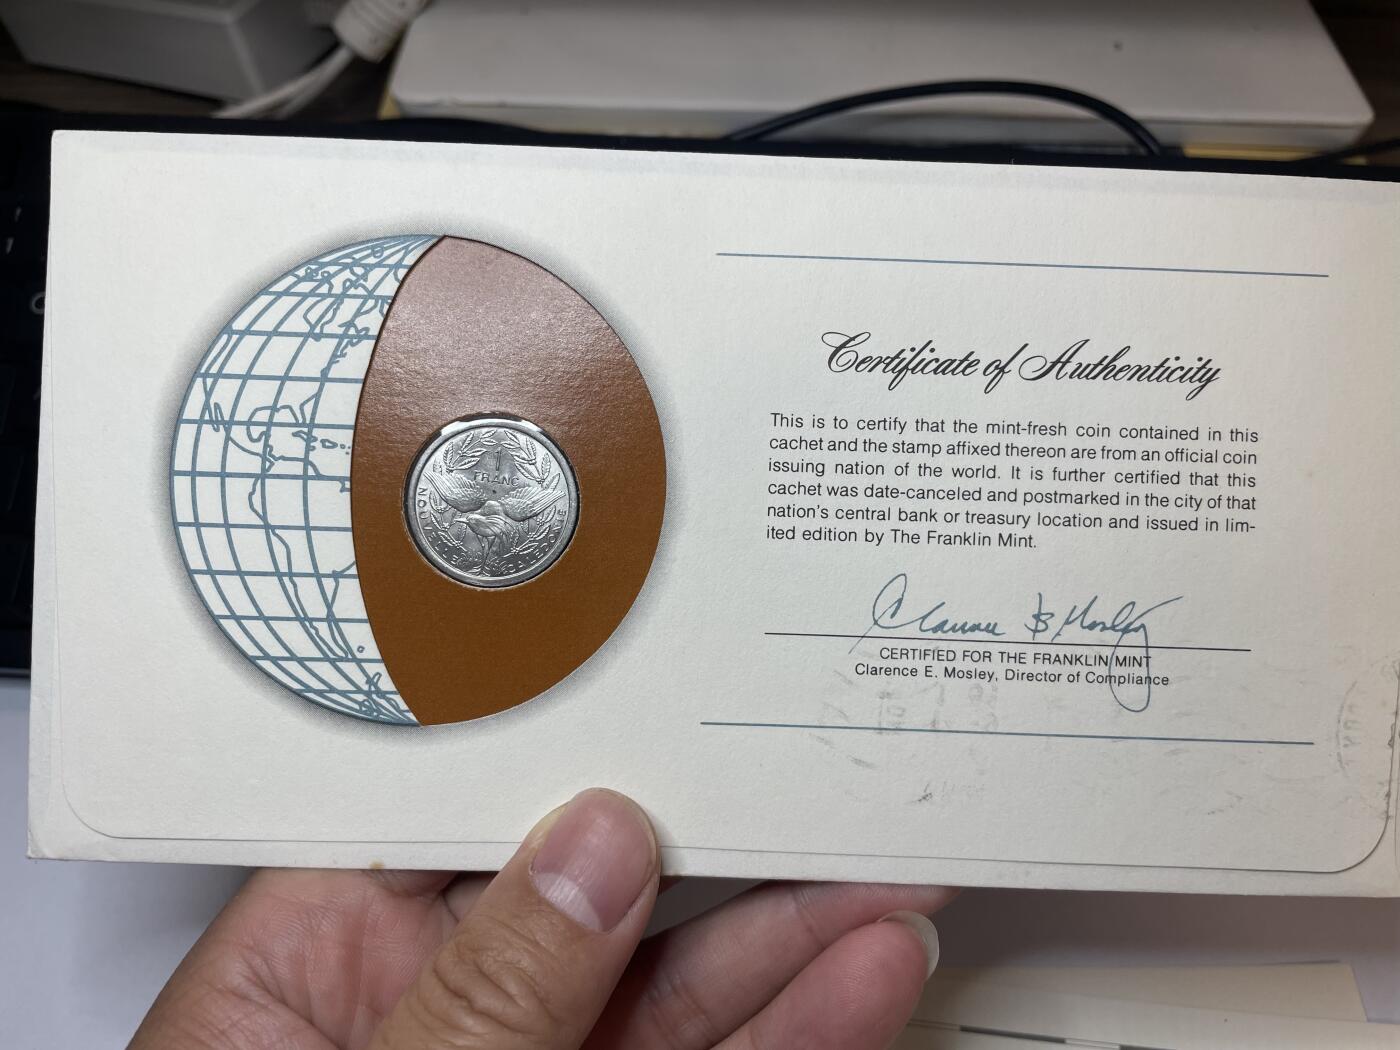 1
FRANC
NOUVELLE CALEDONIE
Certificate of Authenticity
This is to certify that the mint-fresh coin contained in this
cachet and the stamp affixed thereon are from an official coin
issuing nation of the world. It is further certified that this
cachet was date-canceled and postmarked in the city of that
nation's central bank or treasury location and issued in lim-
ited edition by The Franklin Mint.
CERTIFIED FOR THE FRANKLIN MINT
Clarence E. Mosley, Director of Compliance